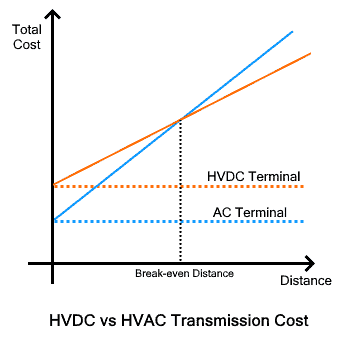 Total
Cost
HVDC Terminal
AC Terminal
Break-even Distance
Distance
HVDC vs HVAC Transmission Cost